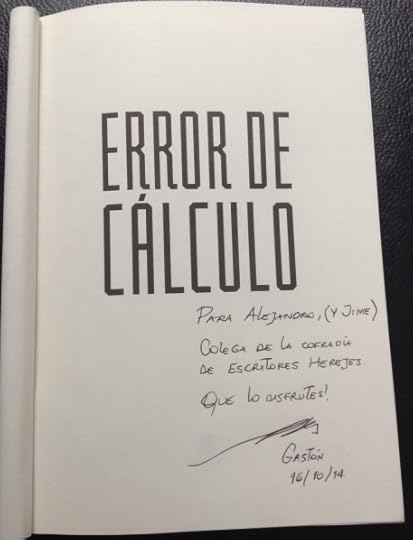 ERROR DE
CÁLCULO
PARA ALEJANDRO, (Y JIME)
COLEGA DE LA COFRADÍA
DE ESCRITORES HEREJES.
QUE LO DISFRUTES!
GASTÓN
16/10/14